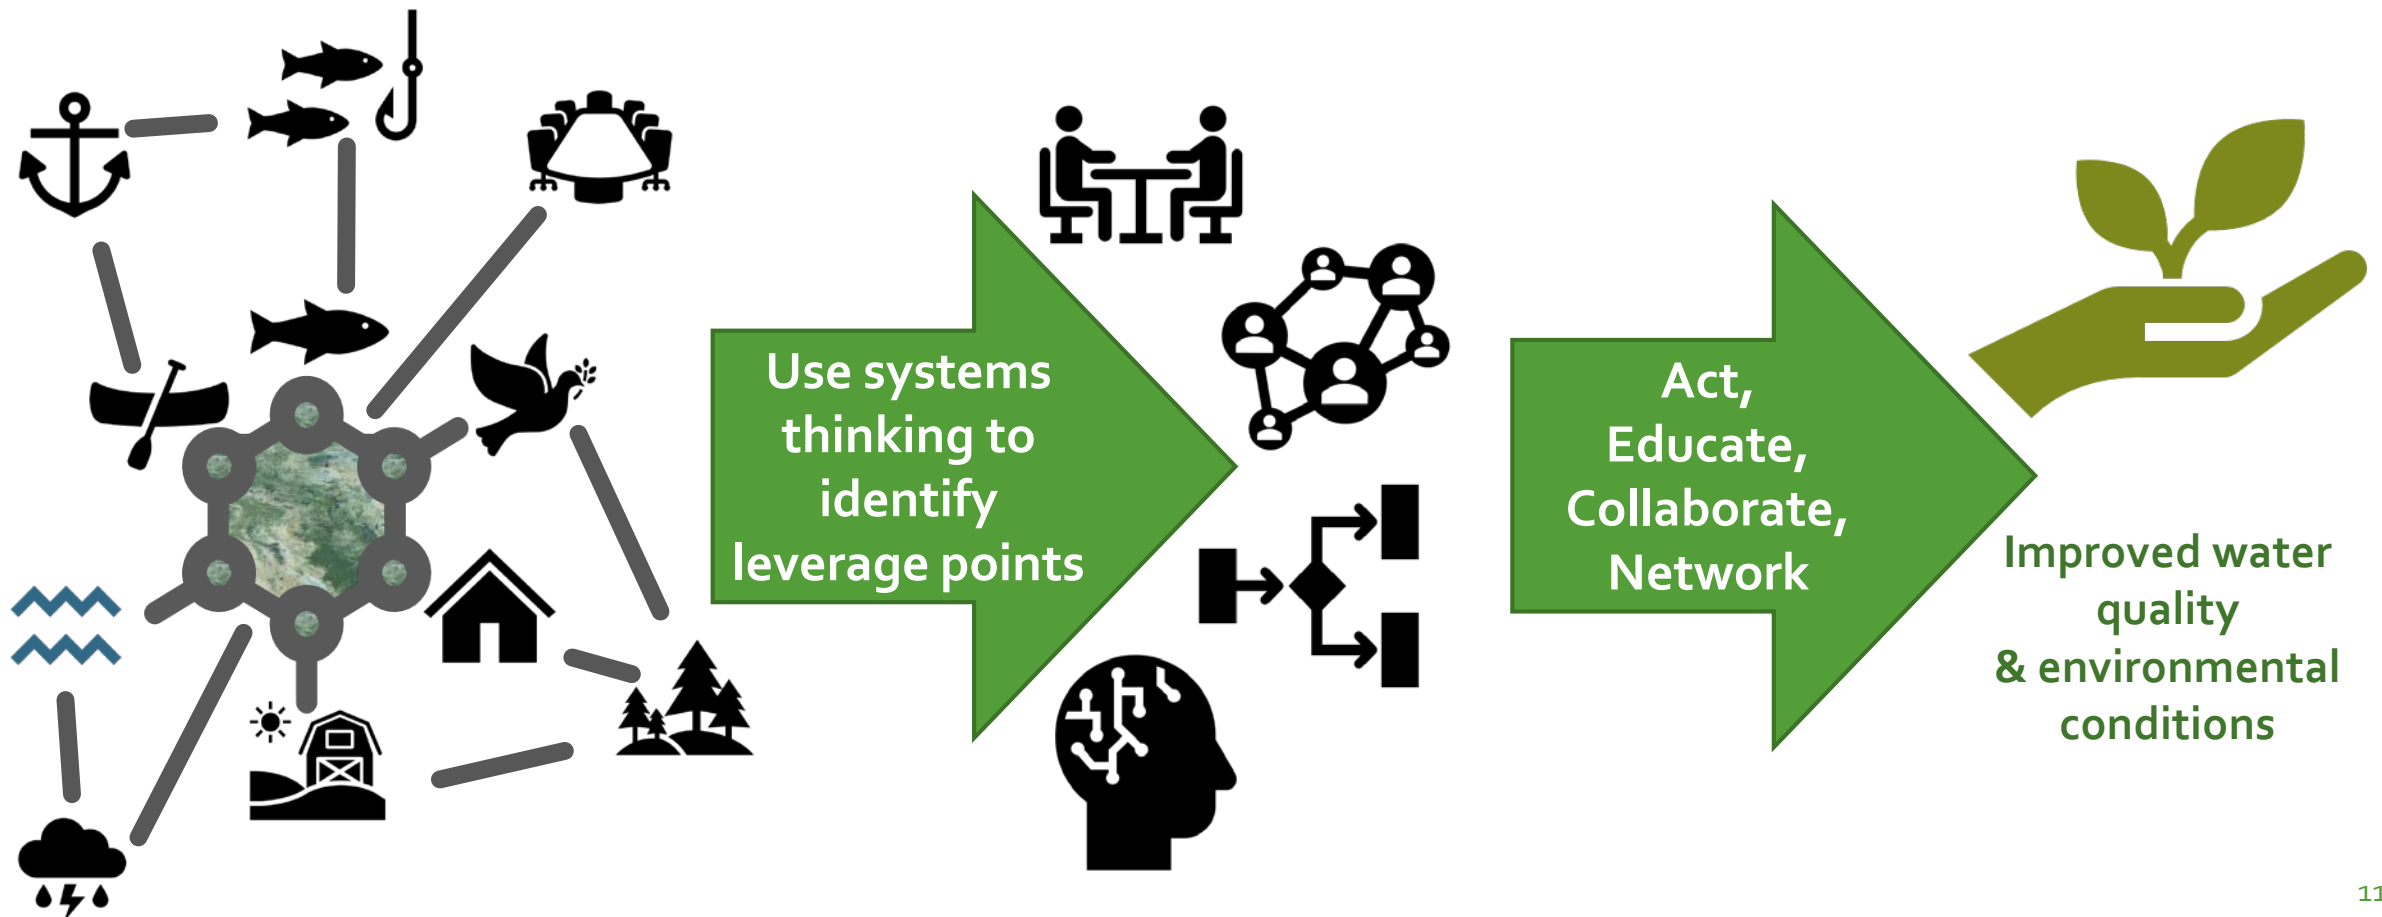 Use systems
thinking to
identify
leverage points
Act,
Educate,
Collaborate,
Network
Improved water
quality
& environmental
conditions
11